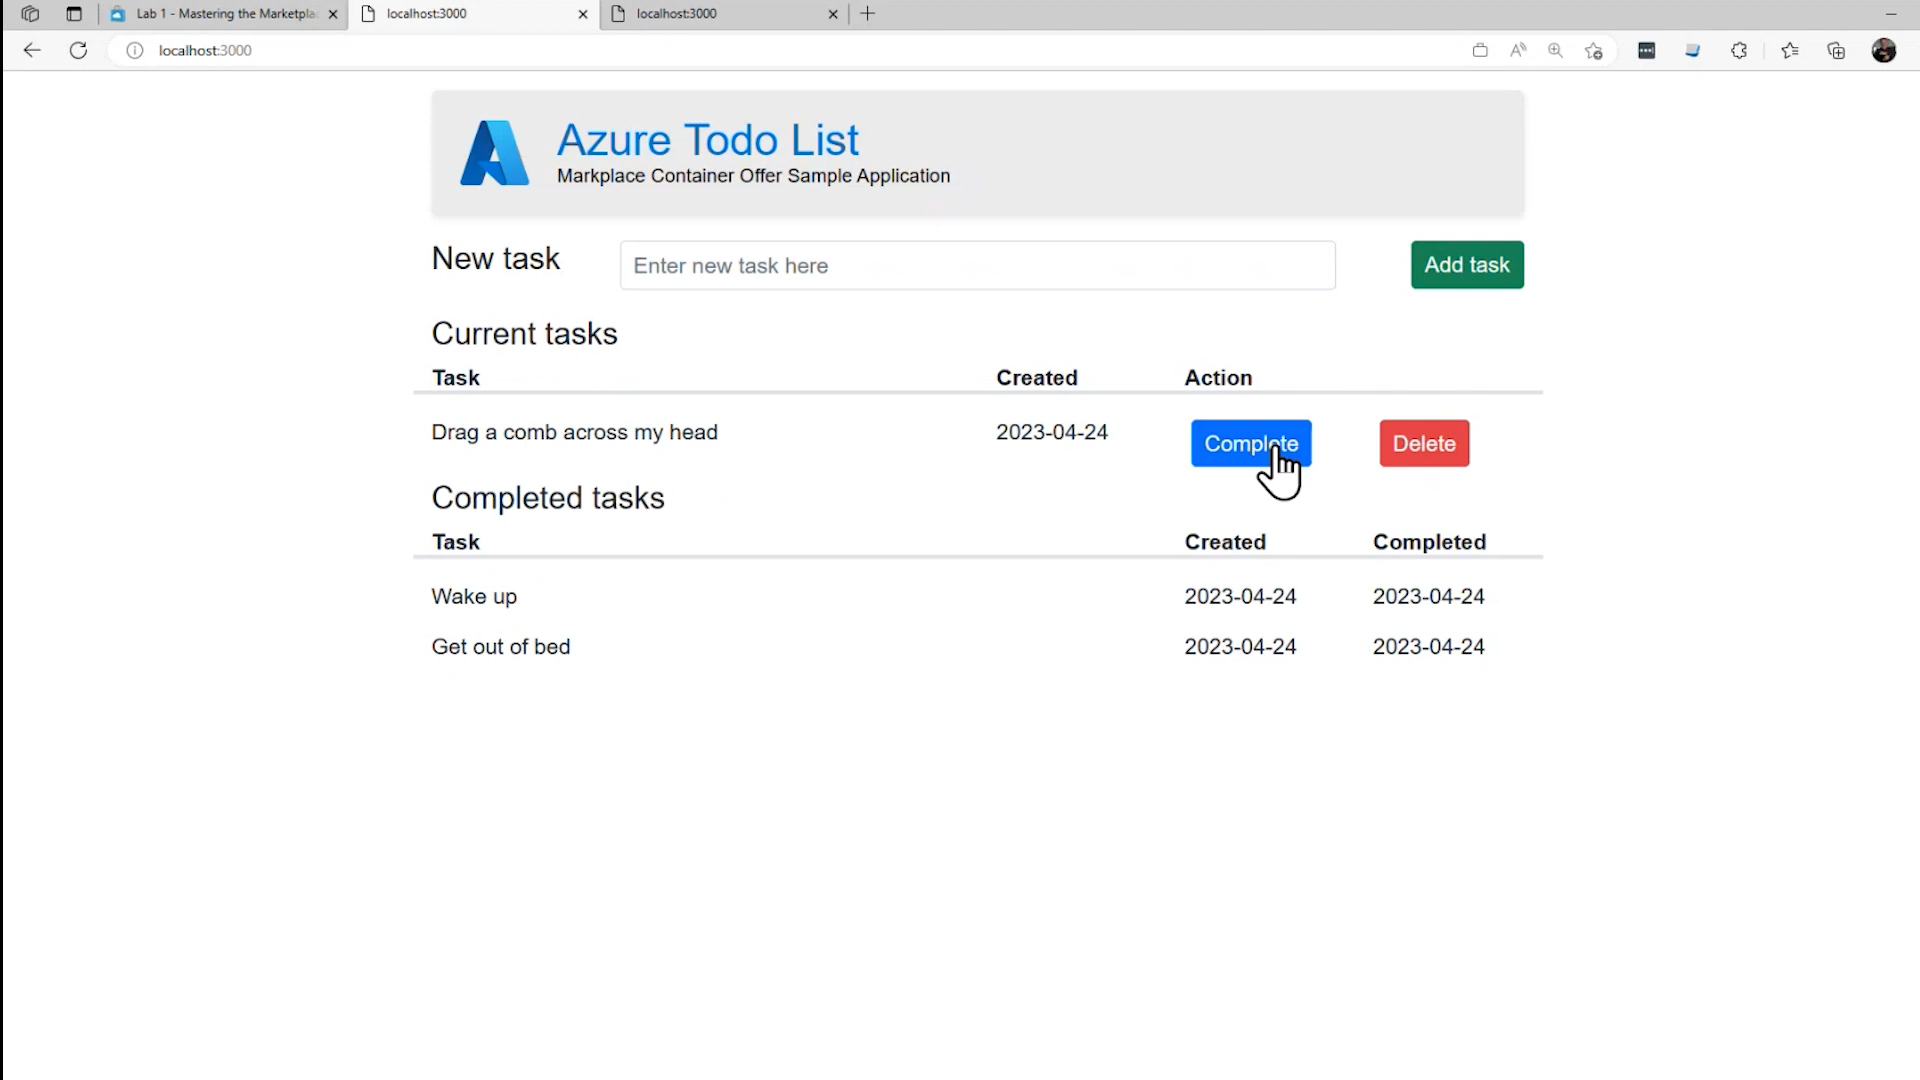 Lab 1 - Mastering the Marketpla
localhost:3000
localhost:3000
localhost:3000
Azure Todo List
Markplace Container Offer Sample Application
New task
Enter new task here
Add task
Current tasks
Task Created Action
Drag a comb across my head 2023-04-24 Complete Delete
Completed tasks
Task Created Completed
Wake up 2023-04-24 2023-04-24
Get out of bed 2023-04-24 2023-04-24